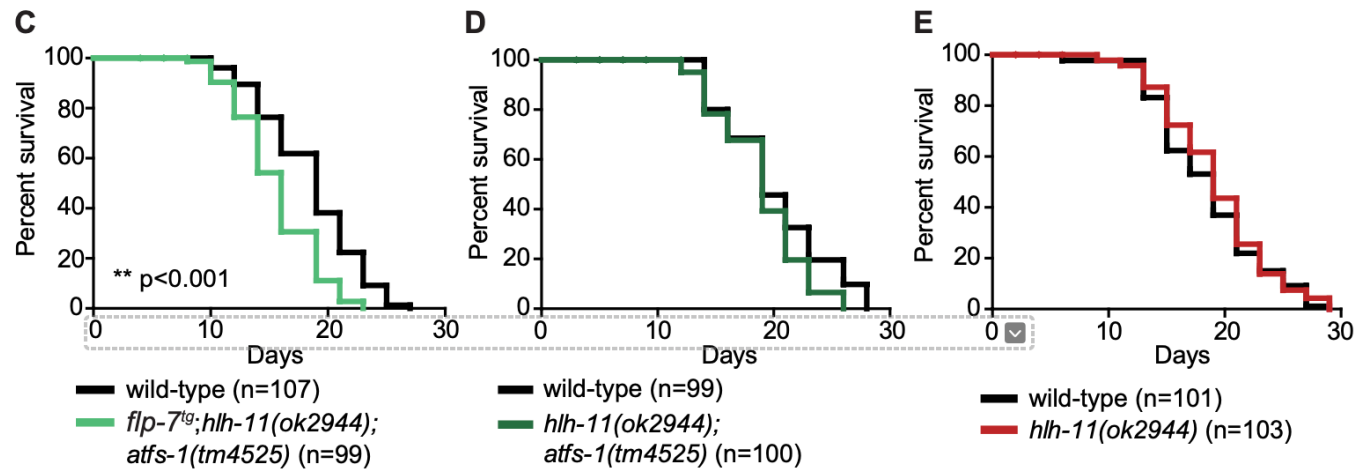 C
Percent survival
100
80
60
40
20
0
** p<0.001
0 10 20 30
Days
wild-type (n=107)
flp-7tg;hlh-11(ok2944);
atfs-1(tm4525) (n=99)
D
Percent survival
100
80
60
40
20
0
0 10 20 30
Days
wild-type (n=99)
hlh-11(ok2944);
atfs-1(tm4525) (n=100)
E
Percent survival
100
80
60
40
20
0
0 10 20 30
Days
wild-type (n=101)
hlh-11(ok2944) (n=103)